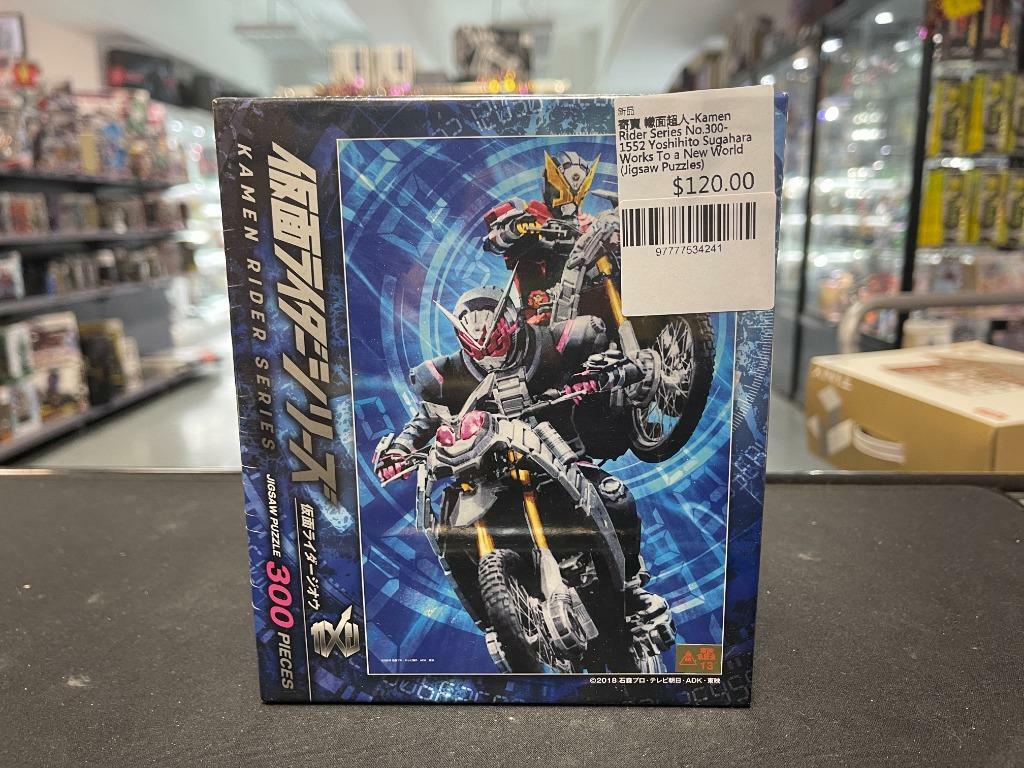 新品
寄賣 幪面超人-Kamen
Rider Series No.300-
1552 Yoshihito Sugahara
Works To a New World
(Jigsaw Puzzles)
$120.00
97777534241
仮面ライダーシリーズ
KAMEN RIDER SERIES
仮面ライダージオウ
JIGSAW PUZZLE 300 PIECES
13
©2018 石森プロ・テレビ朝日・ADK・東映